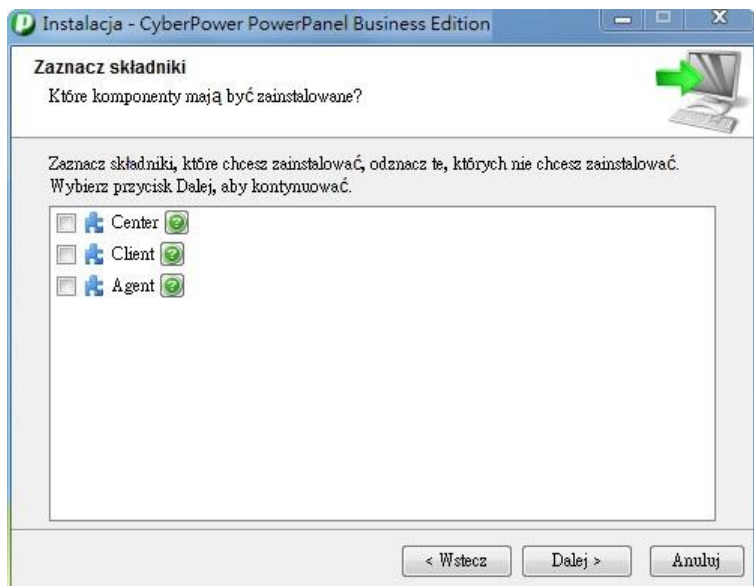 Instalacja - CyberPower PowerPanel Business Edition
Zaznacz składniki
Które komponenty mają być zainstalowane?
Zaznacz składniki, które chcesz zainstalować, odznacz te, których nie chcesz zainstalować.
Wybierz przycisk Dalej, aby kontynuować.
Center
Client
Agent
< Wstecz Dalej > Anuluj